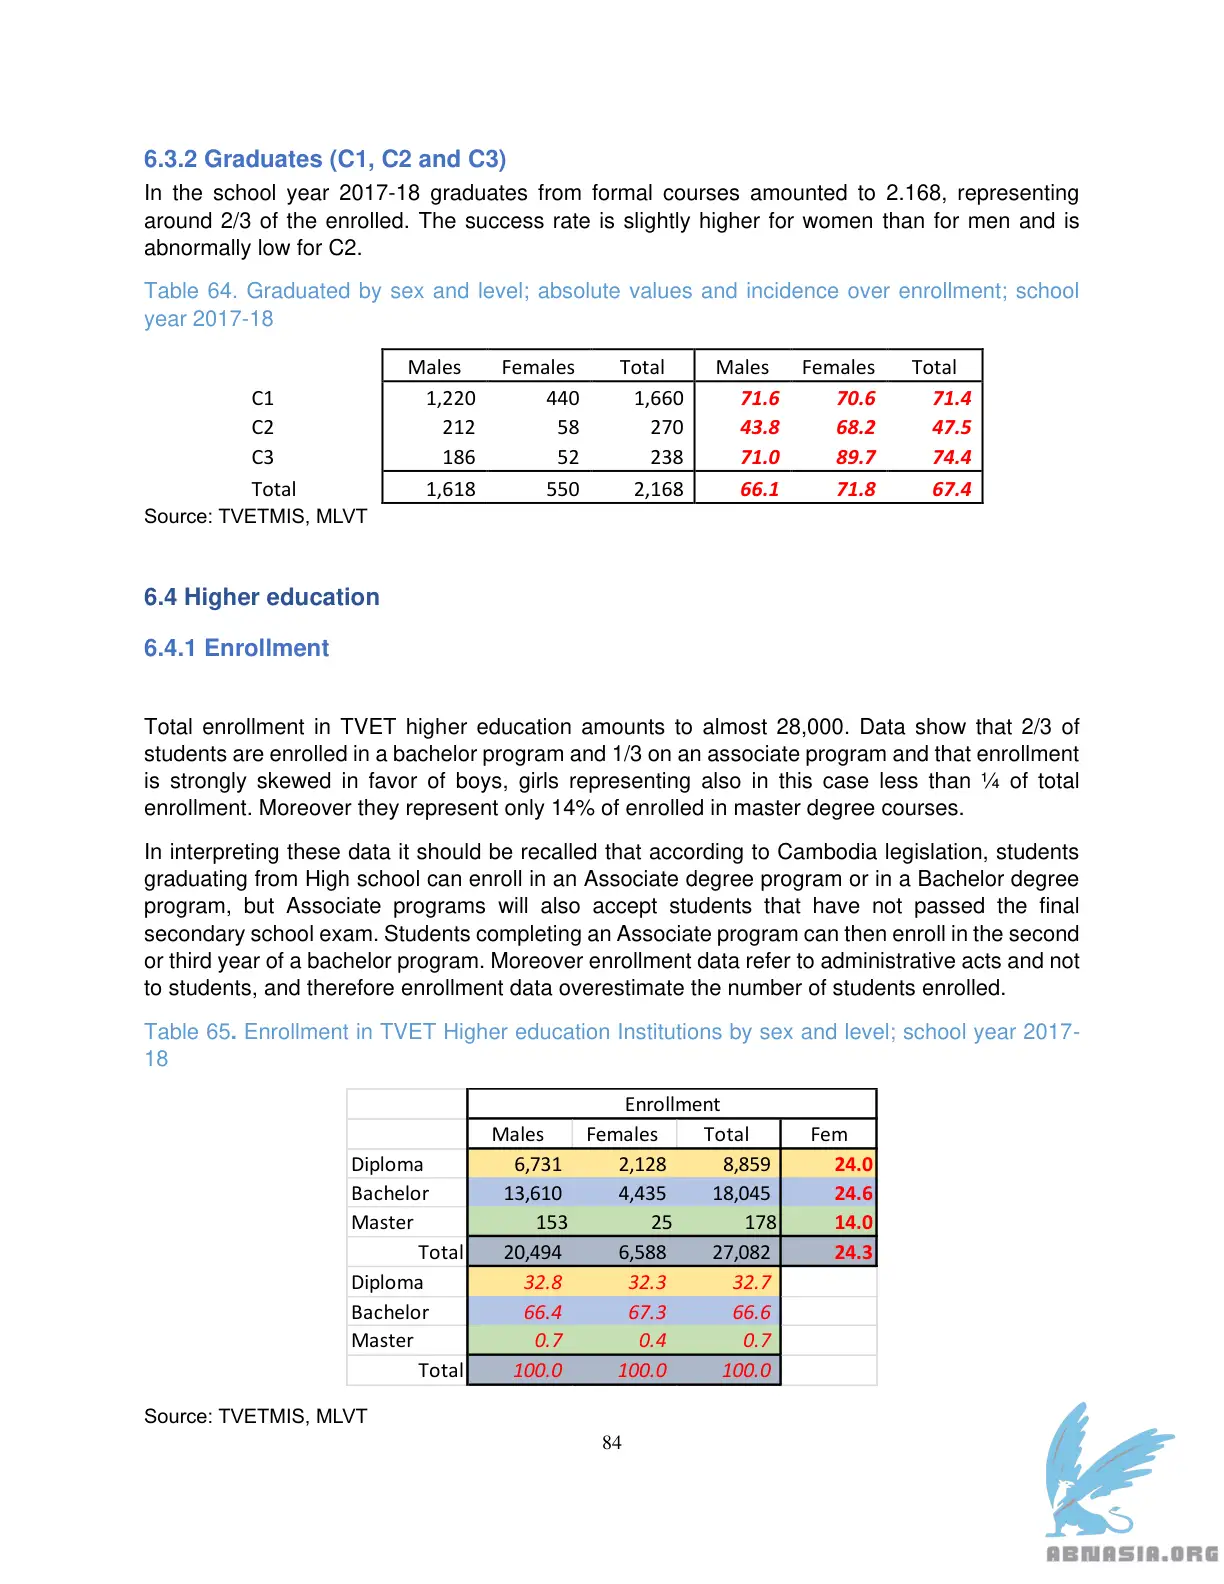 6.3.2 Graduates (C1, C2 and C3)
In the school year 2017-18 graduates from formal courses amounted to 2.168, representing
around 2/3 of the enrolled. The success rate is slightly higher for women than for men and is
abnormally low for C2.
Table 64. Graduated by sex and level; absolute values and incidence over enrollment; school
year 2017-18
Males Females Total Males Females Total
C1 1,220 440 1,660 71.6 70.6 71.4
C2 212 58 270 43.8 68.2 47.5
C3 186 52 238 71.0 89.7 74.4
Total 1,618 550 2,168 66.1 71.8 67.4
Source: TVETMIS, MLVT
6.4 Higher education
6.4.1 Enrollment
Total enrollment in TVET higher education amounts to almost 28,000. Data show that 2/3 of
students are enrolled in a bachelor program and 1/3 on an associate program and that enrollment
is strongly skewed in favor of boys, girls representing also in this case less than ¼ of total
enrollment. Moreover they represent only 14% of enrolled in master degree courses.
In interpreting these data it should be recalled that according to Cambodia legislation, students
graduating from High school can enroll in an Associate degree program or in a Bachelor degree
program, but Associate programs will also accept students that have not passed the final
secondary school exam. Students completing an Associate program can then enroll in the second
or third year of a bachelor program. Moreover enrollment data refer to administrative acts and not
to students, and therefore enrollment data overestimate the number of students enrolled.
Table 65. Enrollment in TVET Higher education Institutions by sex and level; school year 2017-
18
Enrollment
Males Females Total Fem
Diploma 6,731 2,128 8,859 24.0
Bachelor 13,610 4,435 18,045 24.6
Master 153 25 178 14.0
Total 20,494 6,588 27,082 24.3
Diploma 32.8 32.3 32.7
Bachelor 66.4 67.3 66.6
Master 0.7 0.4 0.7
Total 100.0 100.0 100.0
Source: TVETMIS, MLVT
84
ABNASIA.ORG